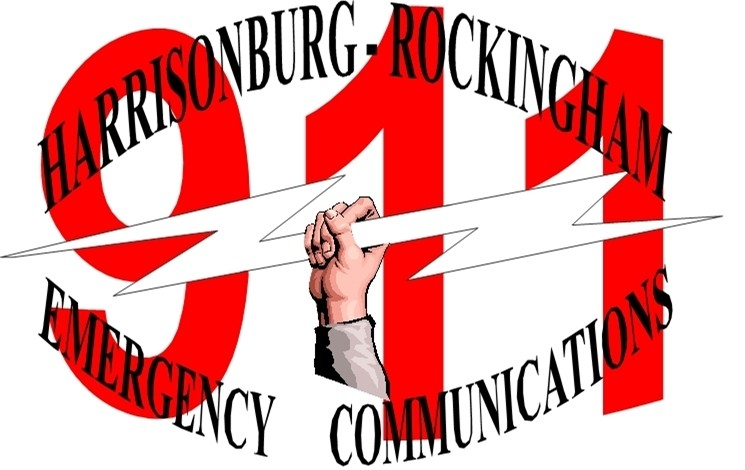 HARRISONBURG - ROCKINGHAM
911
EMERGENCY COMMUNICATIONS